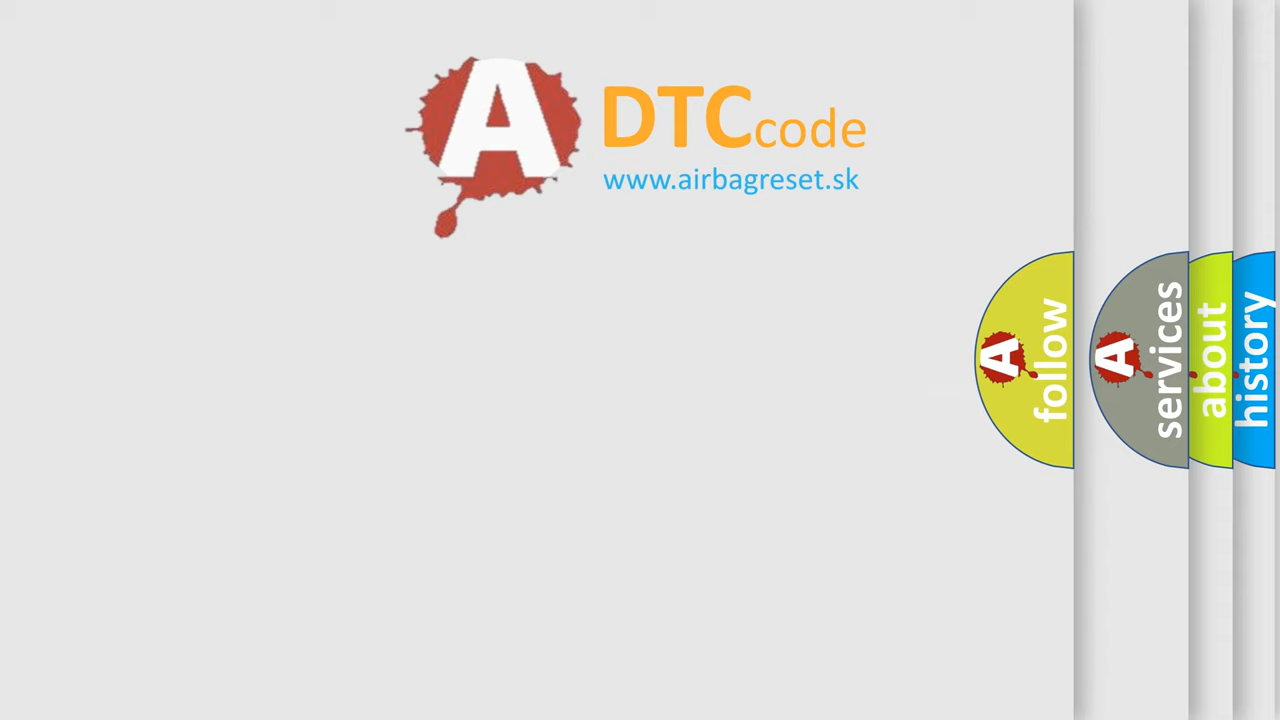 A
DTCcode
www.airbagreset.sk
A
follow
A
services
about
history